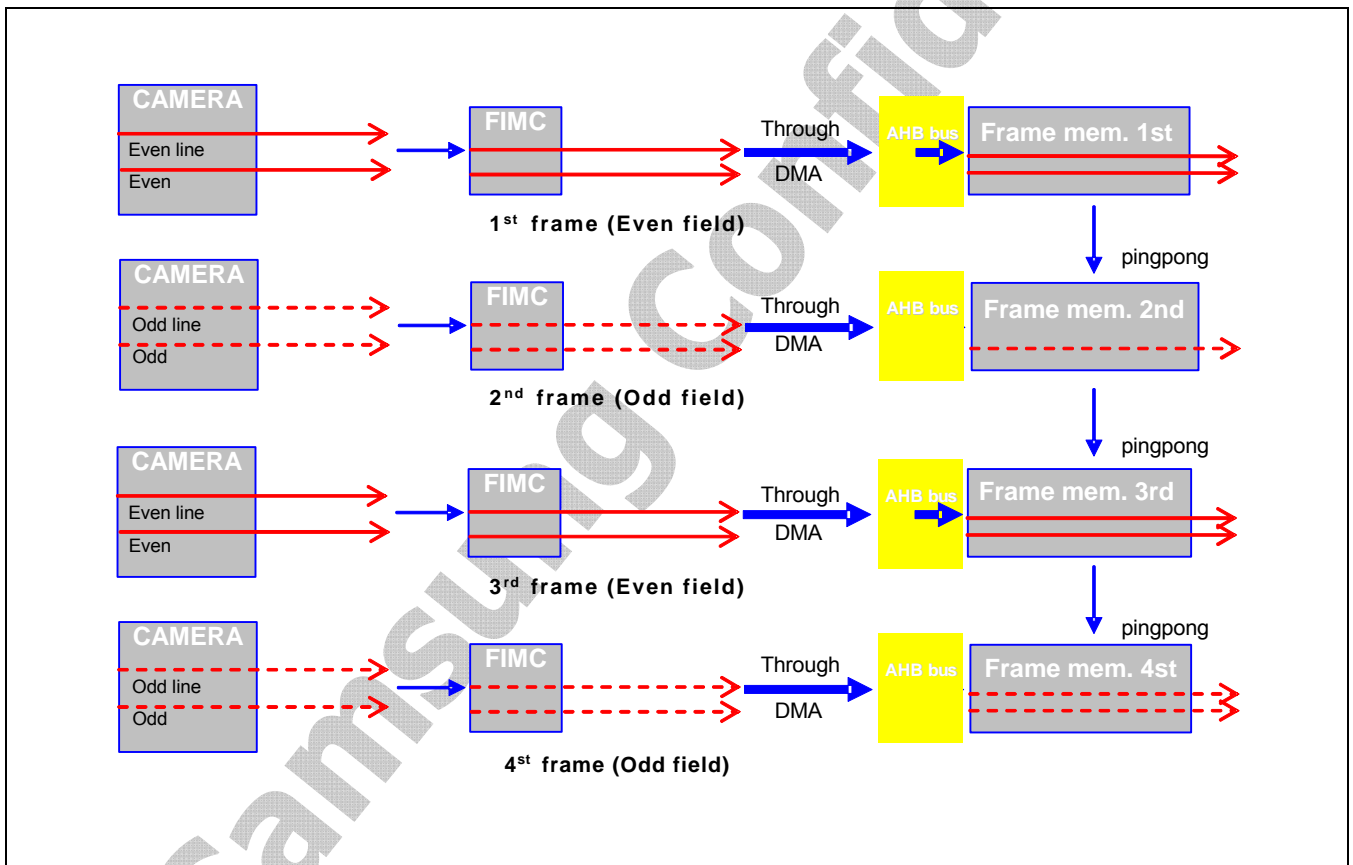 CAMERA
Even line
Even
FIMC
Through
DMA
AHB bus
Frame mem. 1st
1st frame (Even field)
pingpong
CAMERA
Odd line
Odd
FIMC
Through
DMA
AHB bus
Frame mem. 2nd
2nd frame (Odd field)
pingpong
CAMERA
Even line
Even
FIMC
Through
DMA
AHB bus
Frame mem. 3rd
3rd frame (Even field)
pingpong
CAMERA
Odd line
Odd
FIMC
Through
DMA
AHB bus
Frame mem. 4st
4st frame (Odd field)
Samsung Confid